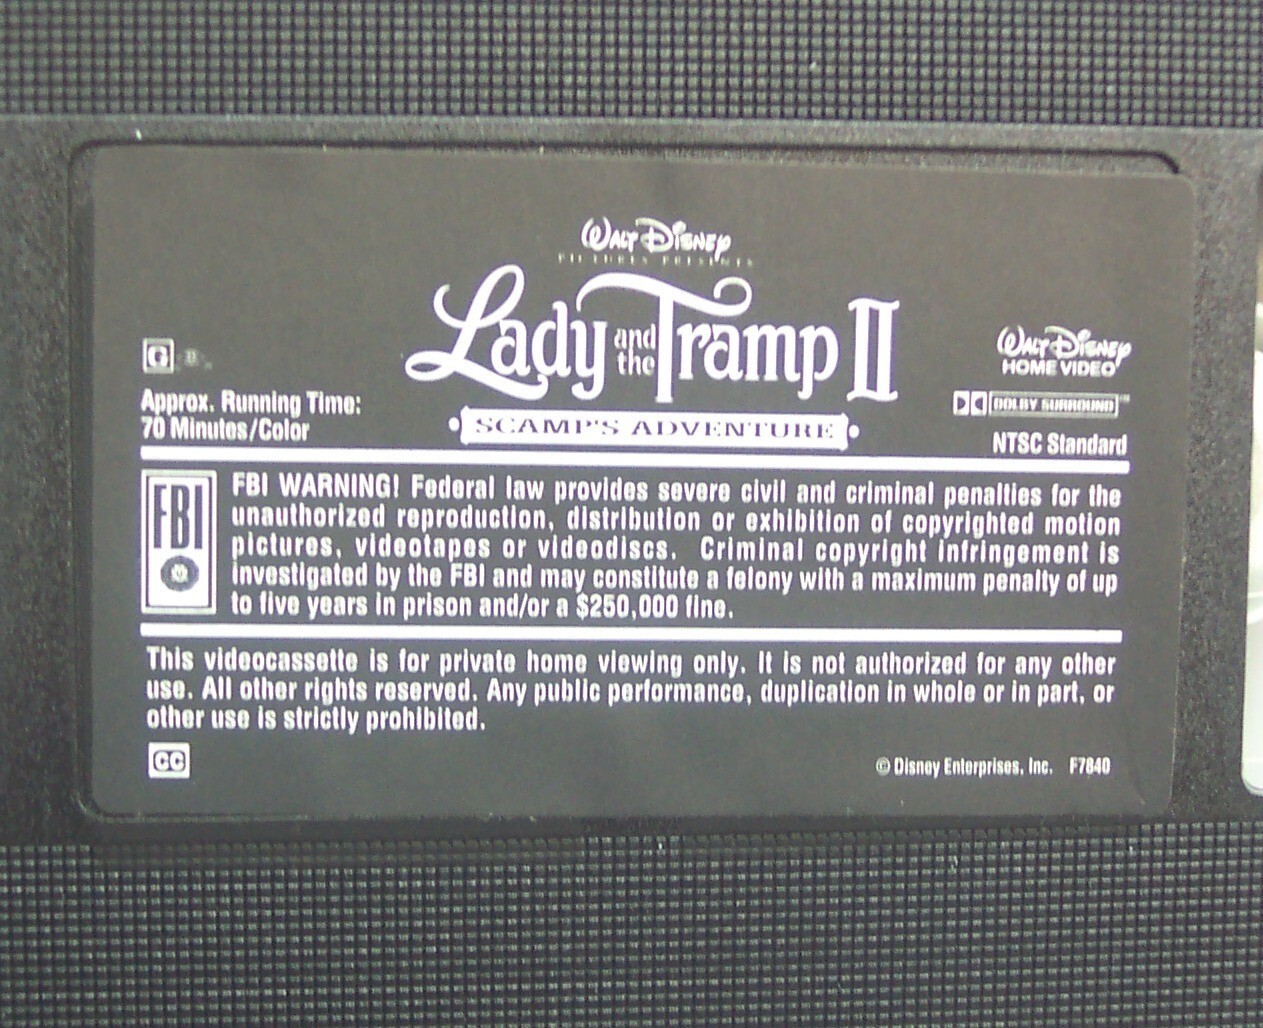 WALT DISNEY
PICTURES PRESENTS
Lady and the Tramp II
SCAMP'S ADVENTURE
G
Approx. Running Time:
70 Minutes/Color
WALT DISNEY
HOME VIDEO
DOLBY SURROUND
NTSC Standard
FBI
FBI WARNING! Federal law provides severe civil and criminal penalties for the
unauthorized reproduction, distribution or exhibition of copyrighted motion
pictures, videotapes or videodiscs. Criminal copyright infringement is
investigated by the FBI and may constitute a felony with a maximum penalty of up
to five years in prison and/or a $250,000 fine.
This videocassette is for private home viewing only. It is not authorized for any other
use. All other rights reserved. Any public performance, duplication in whole or in part, or
other use is strictly prohibited.
CC
© Disney Enterprises, Inc. F7840